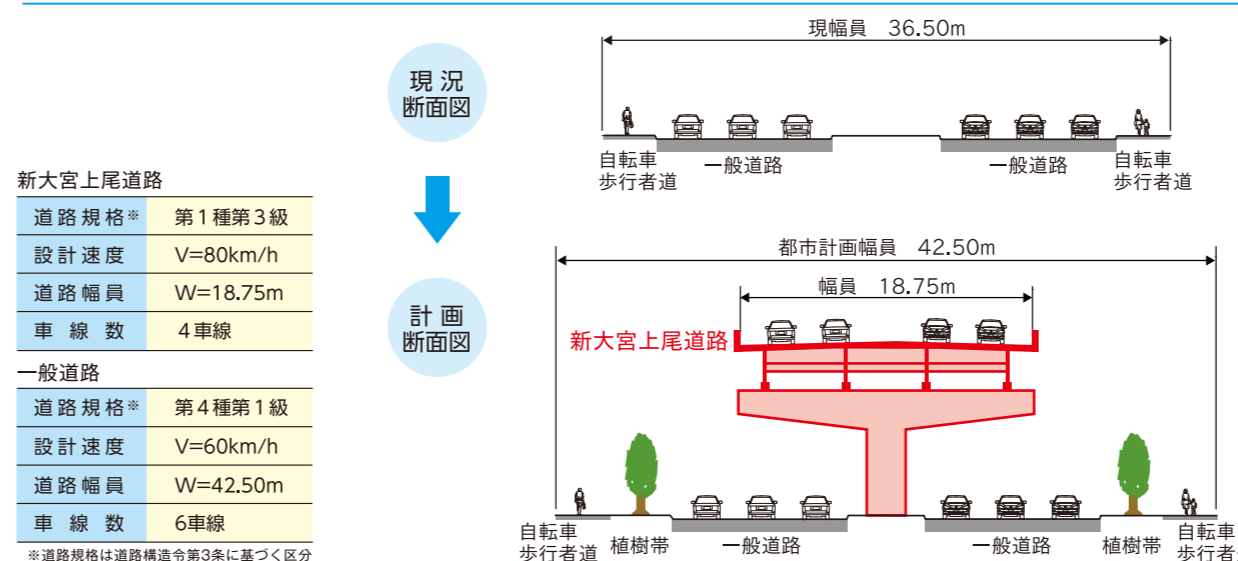 現況
断面図
現幅員 36.50m
自転車
歩行者道
一般道路
一般道路
自転車
歩行者道
新大宮上尾道路
道路規格※ 第1種第3級
設計速度 V=80km/h
道路幅員 W=18.75m
車線数 4車線
一般道路
道路規格※ 第4種第1級
設計速度 V=60km/h
道路幅員 W=42.50m
車線数 6車線
※道路規格は道路構造令第3条に基づく区分
計画
断面図
都市計画幅員 42.50m
幅員 18.75m
新大宮上尾道路
自転車
歩行者道
植樹帯
一般道路
一般道路
植樹帯
自転車
歩行者